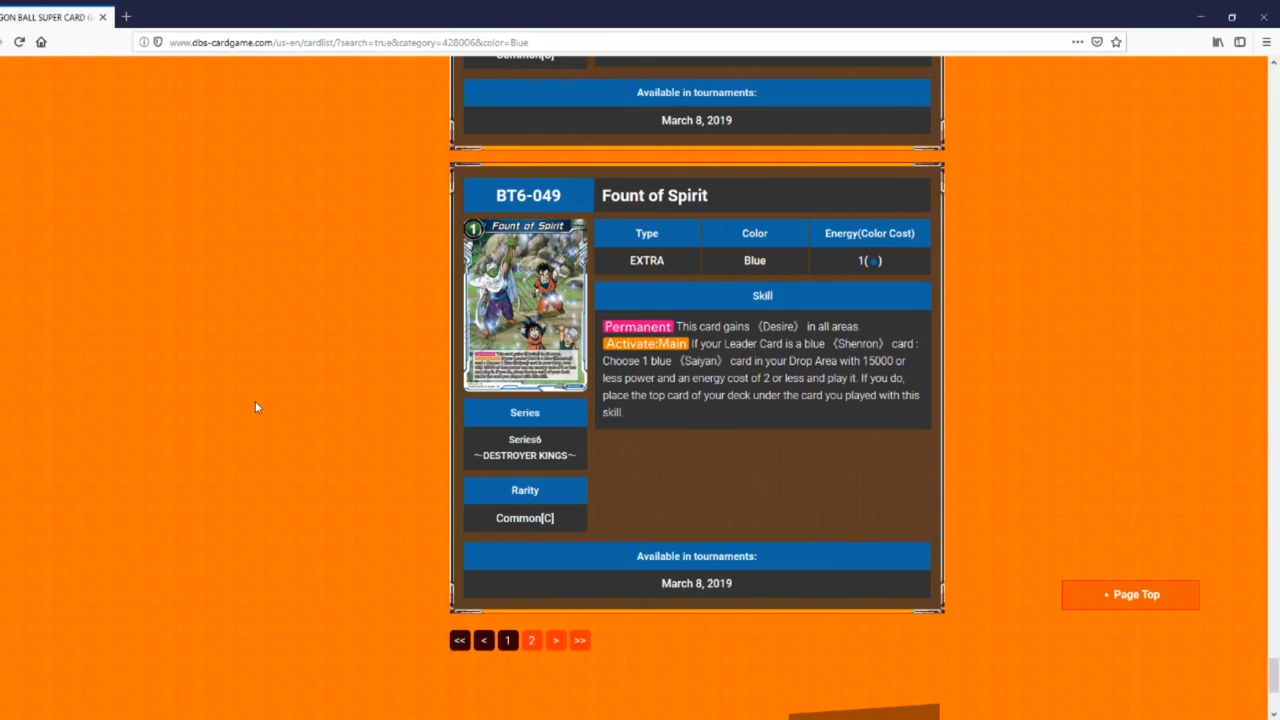 GON BALL SUPER CARD G
www.dbs-cardgame.com/us-en/cardlist/?search=true&category=428006&color=Blue
Common[C]
Available in tournaments:
March 8, 2019
BT6-049
Fount of Spirit
1
Fount of Spirit
Type
Color
Energy(Color Cost)
EXTRA
Blue
1( )
Skill
Permanent This card gains 《Desire》 in all areas.
Activate:Main If your Leader Card is a blue 《Shenron》 card :
Choose 1 blue 《Saiyan》 card in your Drop Area with 15000 or
less power and an energy cost of 2 or less and play it. If you do,
place the top card of your deck under the card you played with this
skill.
Series
Series6
～DESTROYER KINGS～
Rarity
Common[C]
Available in tournaments:
March 8, 2019
Page Top
<< < 1 2 > >>